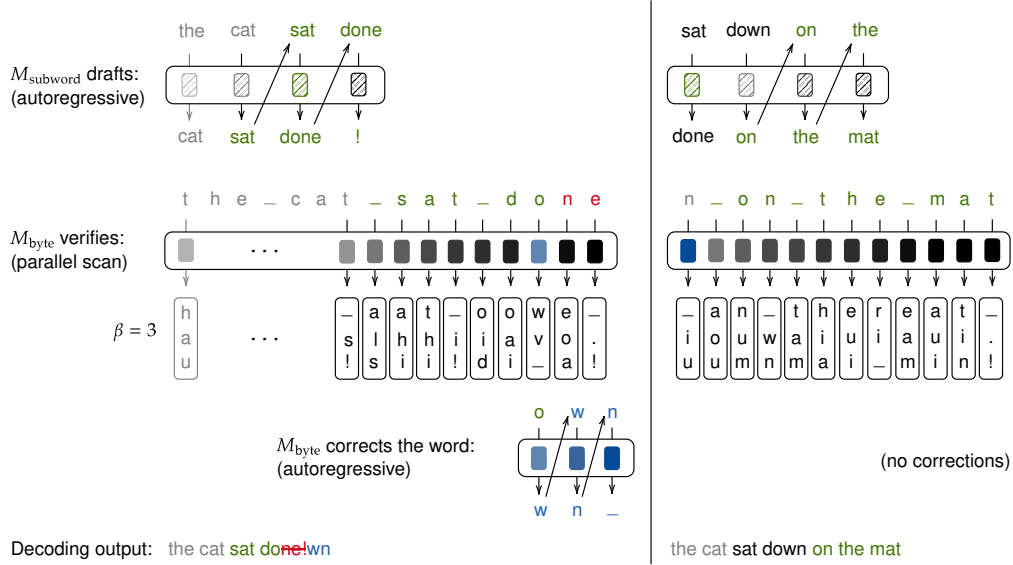 the cat sat done
M_subword drafts:
(autoregressive)
cat sat done !
t h e _ c a t _ s a t _ d o n e
M_byte verifies:
(parallel scan)
...
β = 3
h _ a a t _ o o w e _
a s l h h i i a v o .
u ! s i i ! d i _ a !
...
M_byte corrects the word:
(autoregressive)
o w n
w n _
Decoding output: the cat sat done!wn
sat down on the
done on the mat
n _ o n _ t h e _ m a t
_ a n _ t h e r e a t _
i o u w a i u i a u i .
u u m n m a i _ m i n !
(no corrections)
the cat sat down on the mat